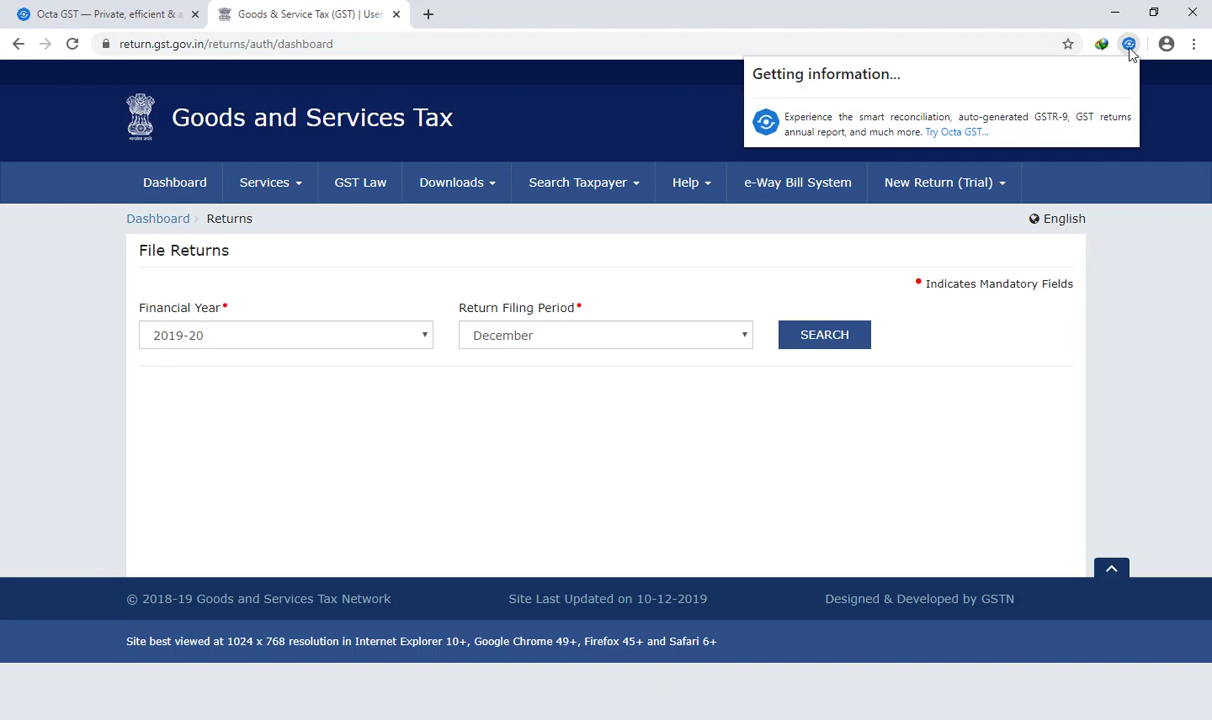 Octa GST — Private, efficient & a
Goods & Service Tax (GST) | User
return.gst.gov.in/returns/auth/dashboard
Getting information...
Experience the smart reconciliation, auto-generated GSTR-9, GST returns
annual report, and much more. Try Octa GST...
Goods and Services Tax
Dashboard Services GST Law Downloads Search Taxpayer Help e-Way Bill System New Return (Trial)
Dashboard Returns English
File Returns
• Indicates Mandatory Fields
Financial Year• Return Filing Period•
2019-20 December SEARCH
© 2018-19 Goods and Services Tax Network Site Last Updated on 10-12-2019 Designed & Developed by GSTN
Site best viewed at 1024 x 768 resolution in Internet Explorer 10+, Google Chrome 49+, Firefox 45+ and Safari 6+